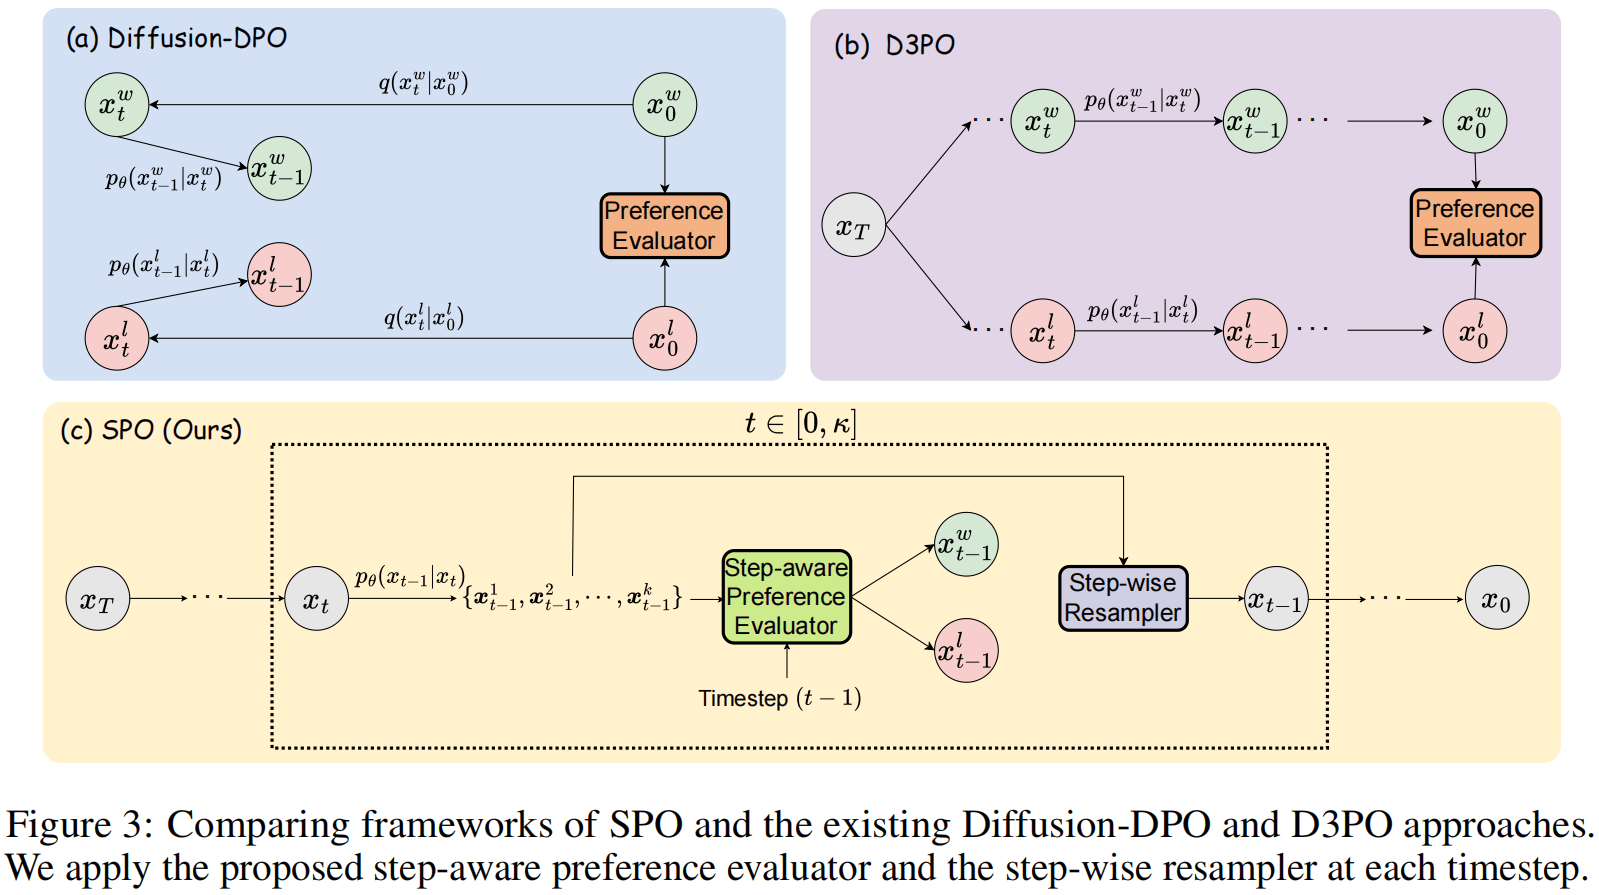 (a) Diffusion-DPO
$x_t^w$
$q(x_t^w|x_0^w)$
$x_0^w$
$p_\theta(x_{t-1}^w|x_t^w)$
$x_{t-1}^w$
Preference
Evaluator
$p_\theta(x_{t-1}^l|x_t^l)$
$x_{t-1}^l$
$x_t^l$
$q(x_t^l|x_0^l)$
$x_0^l$
(b) D3PO
$x_T$
···
$x_t^w$
$p_\theta(x_{t-1}^w|x_t^w)$
$x_{t-1}^w$
···
$x_0^w$
Preference
Evaluator
···
$x_t^l$
$p_\theta(x_{t-1}^l|x_t^l)$
$x_{t-1}^l$
···
$x_0^l$
(c) SPO (Ours)
$t \in [0, \kappa]$
$x_T$
···
$x_t$
$p_\theta(x_{t-1}|x_t)$
$\{x_{t-1}^1, x_{t-1}^2, \cdots, x_{t-1}^k\}$
Step-aware
Preference
Evaluator
Timestep $(t-1)$
$x_{t-1}^w$
$x_{t-1}^l$
Step-wise
Resampler
$x_{t-1}$
···
$x_0$
Figure 3: Comparing frameworks of SPO and the existing Diffusion-DPO and D3PO approaches.
We apply the proposed step-aware preference evaluator and the step-wise resampler at each timestep.